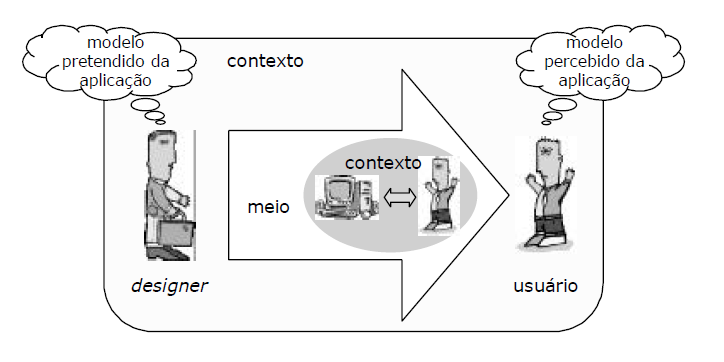 modelo
pretendido da
aplicação
contexto
modelo
percebido da
aplicação
contexto
meio
designer
usuário